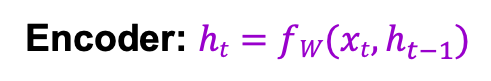 Encoder: $h_t = f_W(x_t, h_{t-1})$